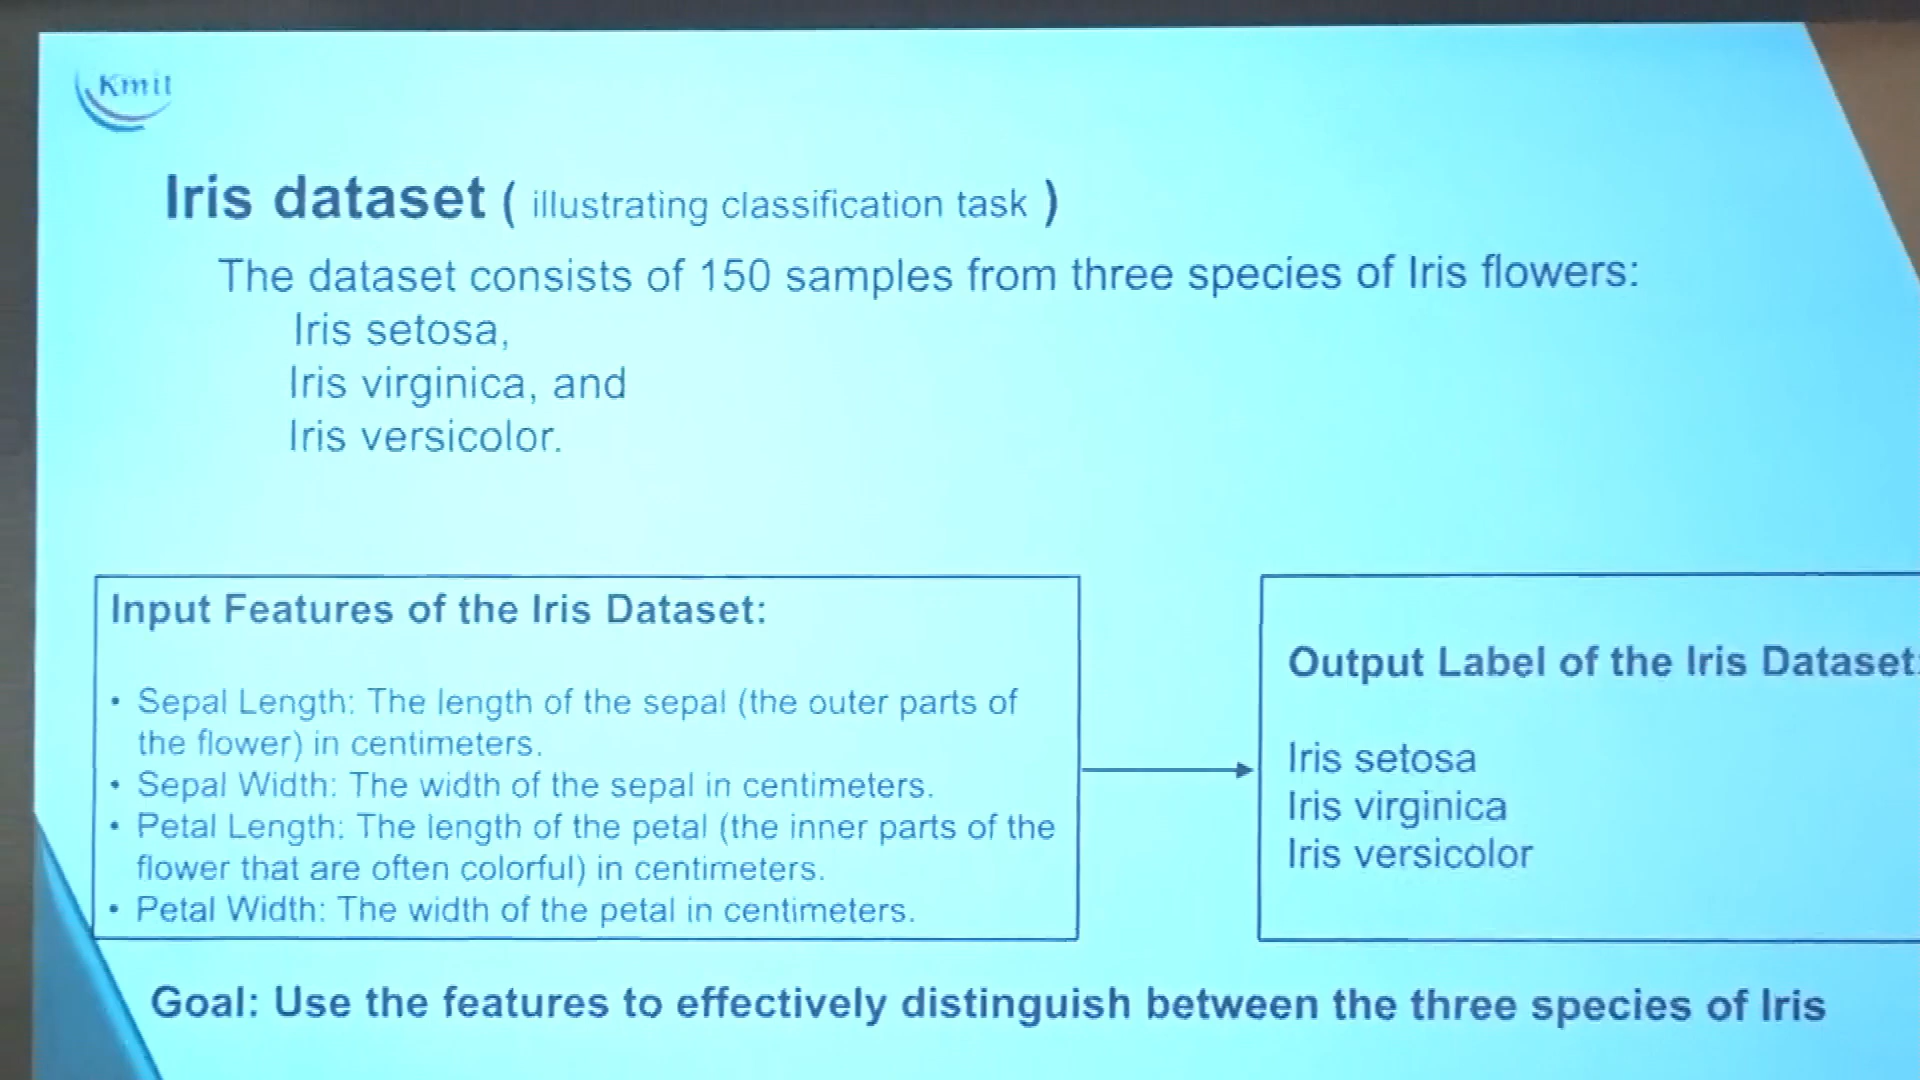 Kmit
Iris dataset ( illustrating classification task )
The dataset consists of 150 samples from three species of Iris flowers:
Iris setosa,
Iris virginica, and
Iris versicolor.
Input Features of the Iris Dataset:
• Sepal Length: The length of the sepal (the outer parts of
the flower) in centimeters.
• Sepal Width: The width of the sepal in centimeters.
• Petal Length: The length of the petal (the inner parts of the
flower that are often colorful) in centimeters.
• Petal Width: The width of the petal in centimeters.
Output Label of the Iris Dataset:
Iris setosa
Iris virginica
Iris versicolor
Goal: Use the features to effectively distinguish between the three species of Iris